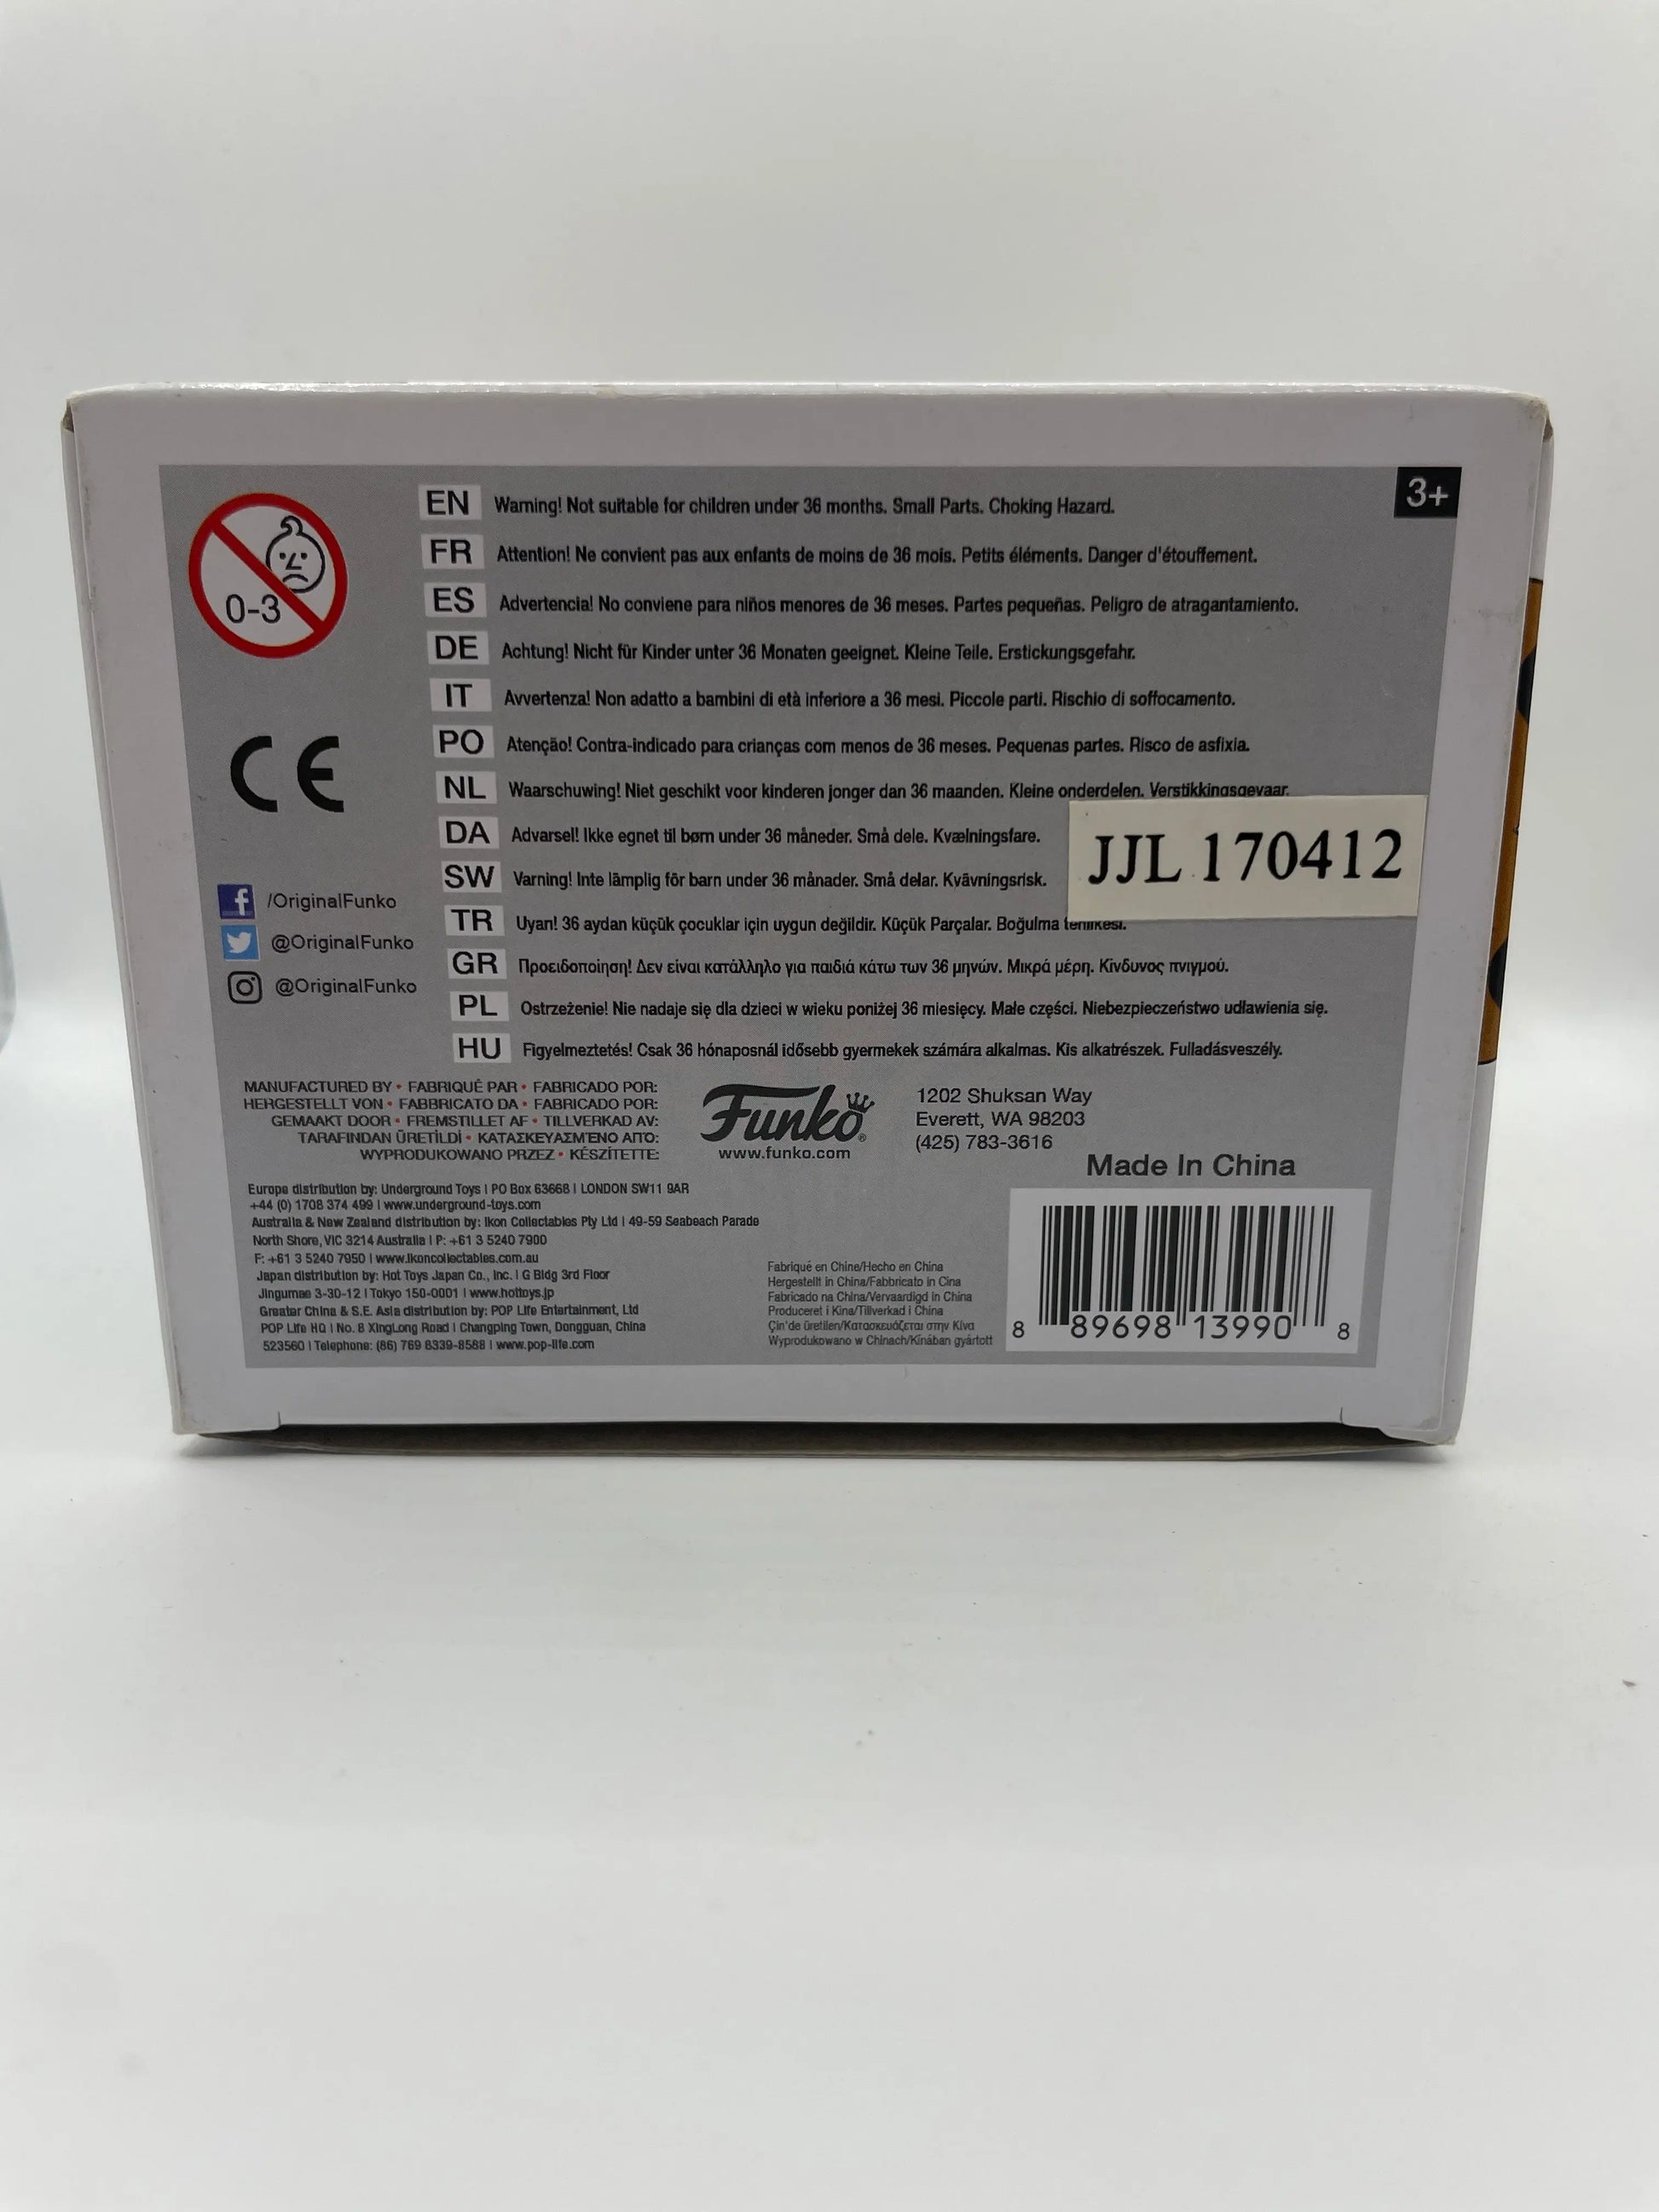 3+
0-3
EN Warning! Not suitable for children under 36 months. Small Parts. Choking Hazard.
FR Attention! Ne convient pas aux enfants de moins de 36 mois. Petits éléments. Danger d'étouffement.
ES Advertencia! No conviene para niños menores de 36 meses. Partes pequeñas. Peligro de atragantamiento.
DE Achtung! Nicht für Kinder unter 36 Monaten geeignet. Kleine Teile. Erstickungsgefahr.
IT Avvertenza! Non adatto a bambini di età inferiore a 36 mesi. Piccole parti. Rischio di soffocamento.
PO Atenção! Contra-indicado para crianças com menos de 36 meses. Pequenas partes. Risco de asfixia.
NL Waarschuwing! Niet geschikt voor kinderen jonger dan 36 maanden. Kleine onderdelen. Verstikkingsgevaar.
DA Advarsel! Ikke egnet til børn under 36 måneder. Små dele. Kvælningsfare.
SW Varning! Inte lämplig för barn under 36 månader. Små delar. Kvävningsrisk.
TR Uyan! 36 aydan küçük çocuklar için uygun değildir. Küçük Parçalar. Boğulma tehlikesi.
GR Προειδοποίηση! Δεν είναι κατάλληλο για παιδιά κάτω των 36 μηνών. Μικρά μέρη. Κίνδυνος πνιγμού.
PL Ostrzeżenie! Nie nadaje się dla dzieci w wieku poniżej 36 miesięcy. Małe części. Niebezpieczeństwo udławienia się.
HU Figyelmeztetés! Csak 36 hónaposnál idősebb gyermekek számára alkalmas. Kis alkatrészek. Fulladásveszély.
JJL 170412
CE
/OriginalFunko
@OriginalFunko
@OriginalFunko
MANUFACTURED BY • FABRIQUÉ PAR • FABRICADO POR:
HERGESTELLT VON • FABBRICATO DA • FABRICADO POR:
GEMAAKT DOOR • FREMSTILLET AF • TILLVERKAD AV:
TARAFINDAN ÜRETİLDİ • ΚΑΤΑΣΚΕΥΑΣΜΈΝΟ ΑΠΌ:
WYPRODUKOWANO PRZEZ • KÉSZÍTETTE:
Funko®
www.funko.com
1202 Shuksan Way
Everett, WA 98203
(425) 783-3616
Made In China
Europe distribution by: Underground Toys | PO Box 63668 | LONDON SW11 9AR
+44 (0) 1708 374 499 | www.underground-toys.com
Australia & New Zealand distribution by: Ikon Collectables Pty Ltd | 49-59 Seabeach Parade
North Shore, VIC 3214 Australia | P: +61 3 5240 7900
F: +61 3 5240 7950 | www.ikoncollectables.com.au
Japan distribution by: Hot Toys Japan Co., Inc. | G Bldg 3rd Floor
Jingumae 3-30-12 | Tokyo 150-0001 | www.hottoys.jp
Greater China & S.E. Asia distribution by: POP Life Entertainment, Ltd
POP Life HQ | No. 8 XingLong Road | Changping Town, Dongguan, China
523560 | Telephone: (86) 769 8339-8588 | www.pop-life.com
Fabriqué en Chine/Hecho en China
Hergestellt in China/Fabbricato in Cina
Fabricado na China/Vervaardigd in China
Produceret i Kina/Tillverkad i China
Çin'de üretilen/Κατασκευάζεται στην Κίνα
Wyprodukowano w Chinach/Kínában gyártott
8 89698 13990 8